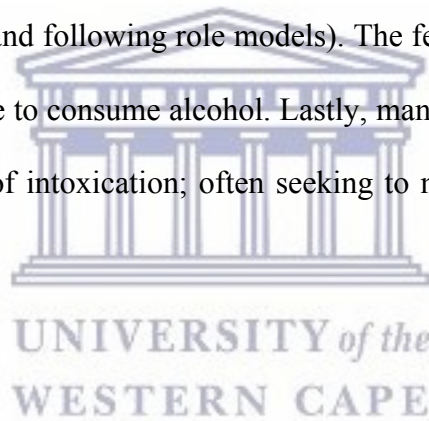 and following role models). The fe
e to consume alcohol. Lastly, man
of intoxication; often seeking to n
UNIVERSITY of the
WESTERN CAPE